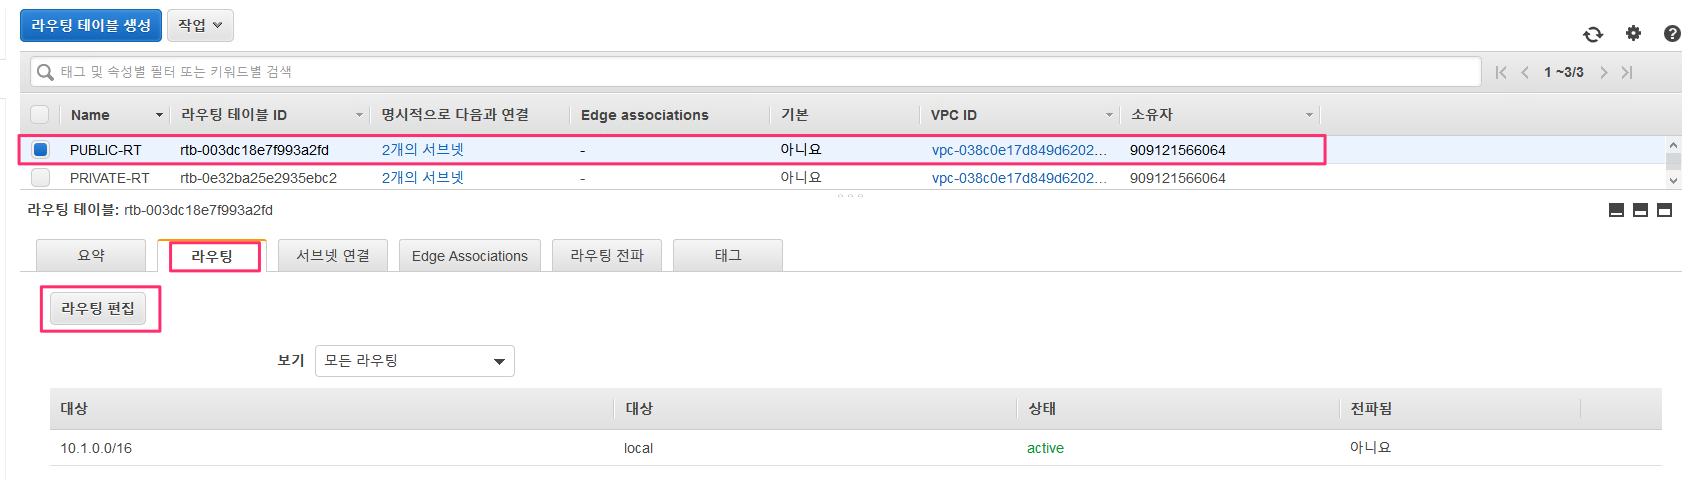 라우팅 테이블 생성 작업
태그 및 속성별 필터 또는 키워드별 검색 1 ~3/3
Name 라우팅 테이블 ID 명시적으로 다음과 연결 Edge associations 기본 VPC ID 소유자
PUBLIC-RT rtb-003dc18e7f993a2fd 2개의 서브넷 - 아니요 vpc-038c0e17d849d6202... 909121566064
PRIVATE-RT rtb-0e32ba25e2935ebc2 2개의 서브넷 - 아니요 vpc-038c0e17d849d6202... 909121566064
라우팅 테이블: rtb-003dc18e7f993a2fd
요약 라우팅 서브넷 연결 Edge Associations 라우팅 전파 태그
라우팅 편집
보기 모든 라우팅
대상 대상 상태 전파됨
10.1.0.0/16 local active 아니요